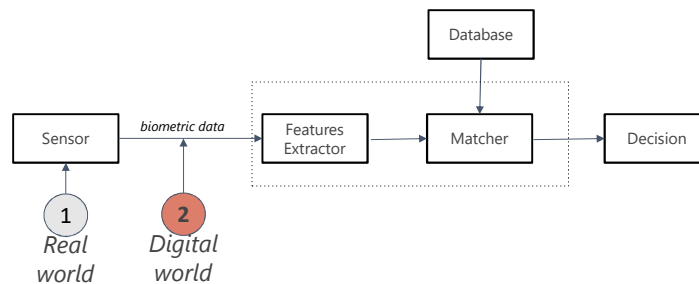 Database
biometric data
Sensor
Features
Extractor
Matcher
Decision
1
2
Real
world
Digital
world